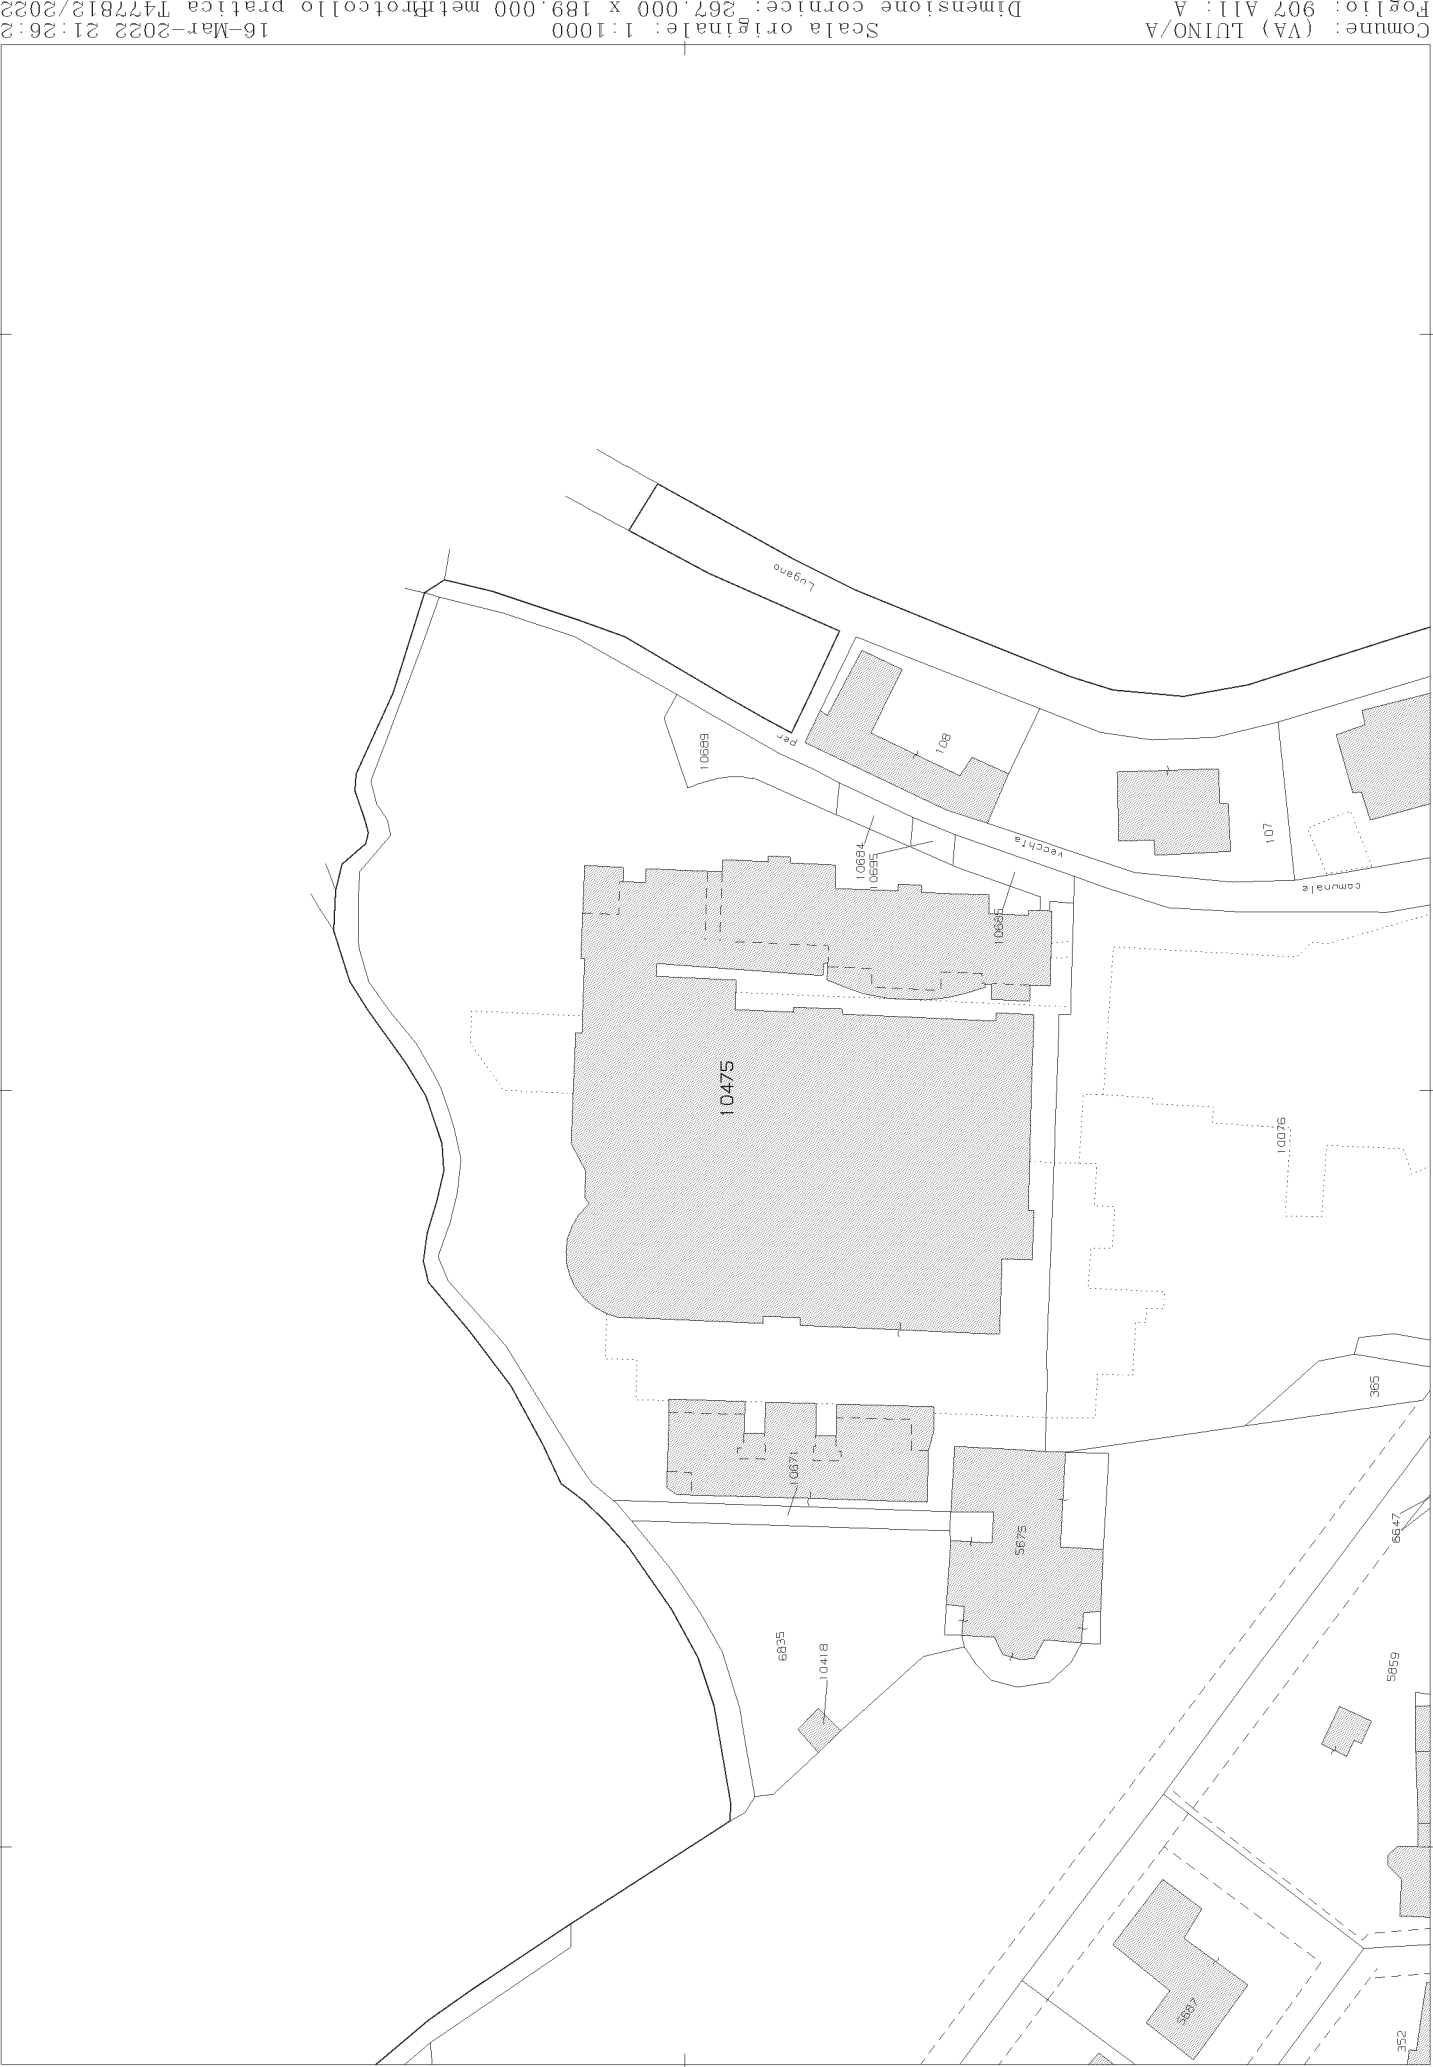 Comune: (VA) LUINO/A
Foglio: 907 All: A
Scala originale: 1:1000
Dimensione cornice: 267.000 x 189.000 metri
16-Mar-2022 21:26:2
Protocollo pratica T477812/2022
Lugano
per
10689
108
10684
10695
vecchia
107
comunale
10685
10475
10076
365
10671
5675
6647
6835
10418
5859
5687
352